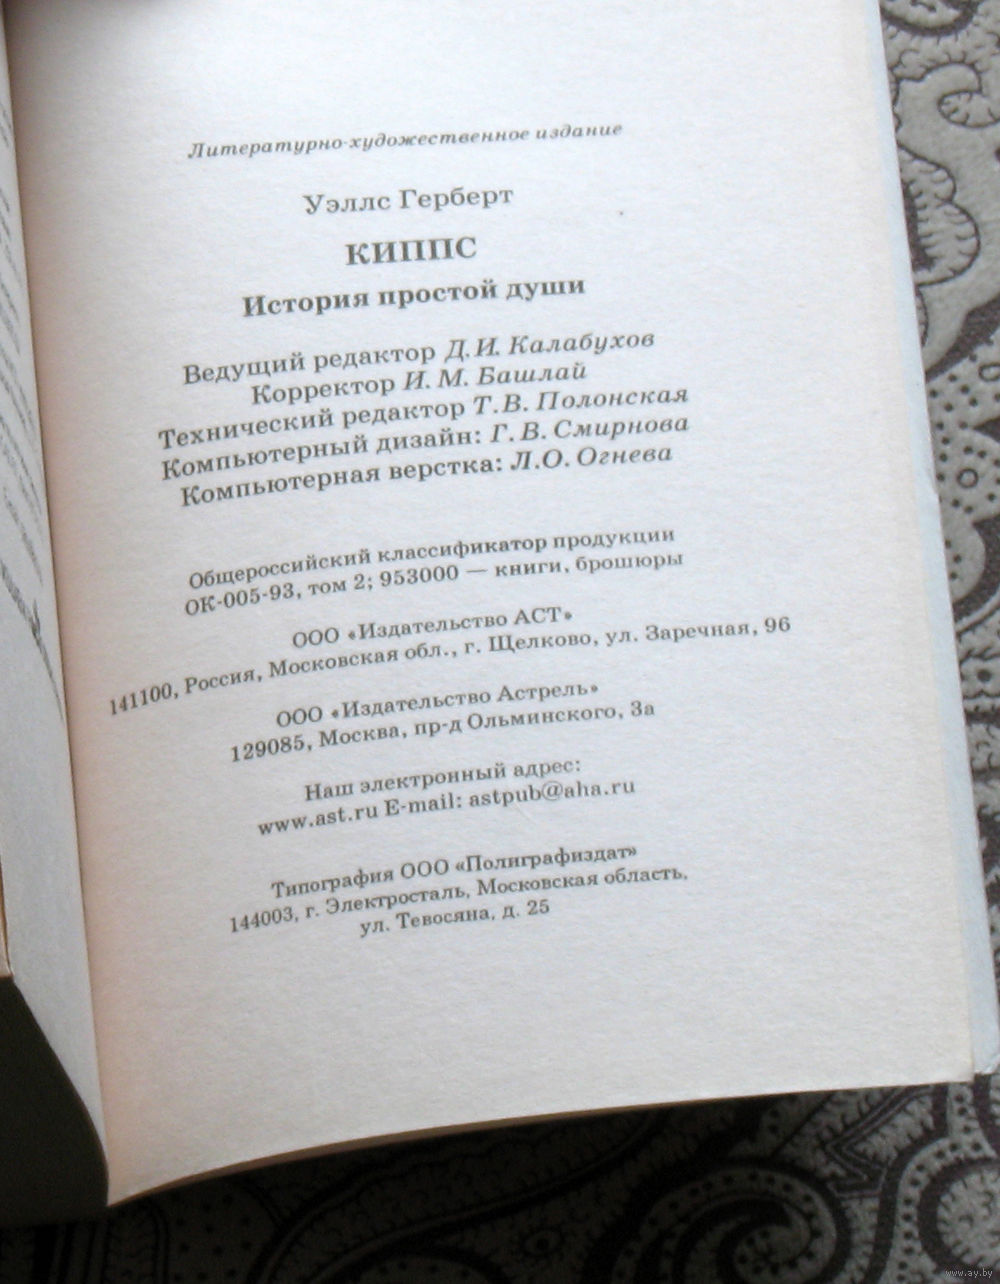 Литературно-художественное издание
Уэллс Герберт
КИППС
История простой души
Ведущий редактор Д. И. Калабухов
Корректор И. М. Башлай
Технический редактор Т. В. Полонская
Компьютерный дизайн: Г. В. Смирнова
Компьютерная верстка: Л.О. Огнева
Общероссийский классификатор продукции
ОК-005-93, том 2; 953000 — книги, брошюры
ООО «Издательство АСТ»
141100, Россия, Московская обл., г. Щелково, ул. Заречная, 96
ООО «Издательство Астрель»
129085, Москва, пр-д Ольминского, 3а
Наш электронный адрес:
www.ast.ru E-mail: astpub@aha.ru
Типография ООО «Полиграфиздат»
144003, г. Электросталь, Московская область,
ул. Тевосяна, д. 25
www.ay.by